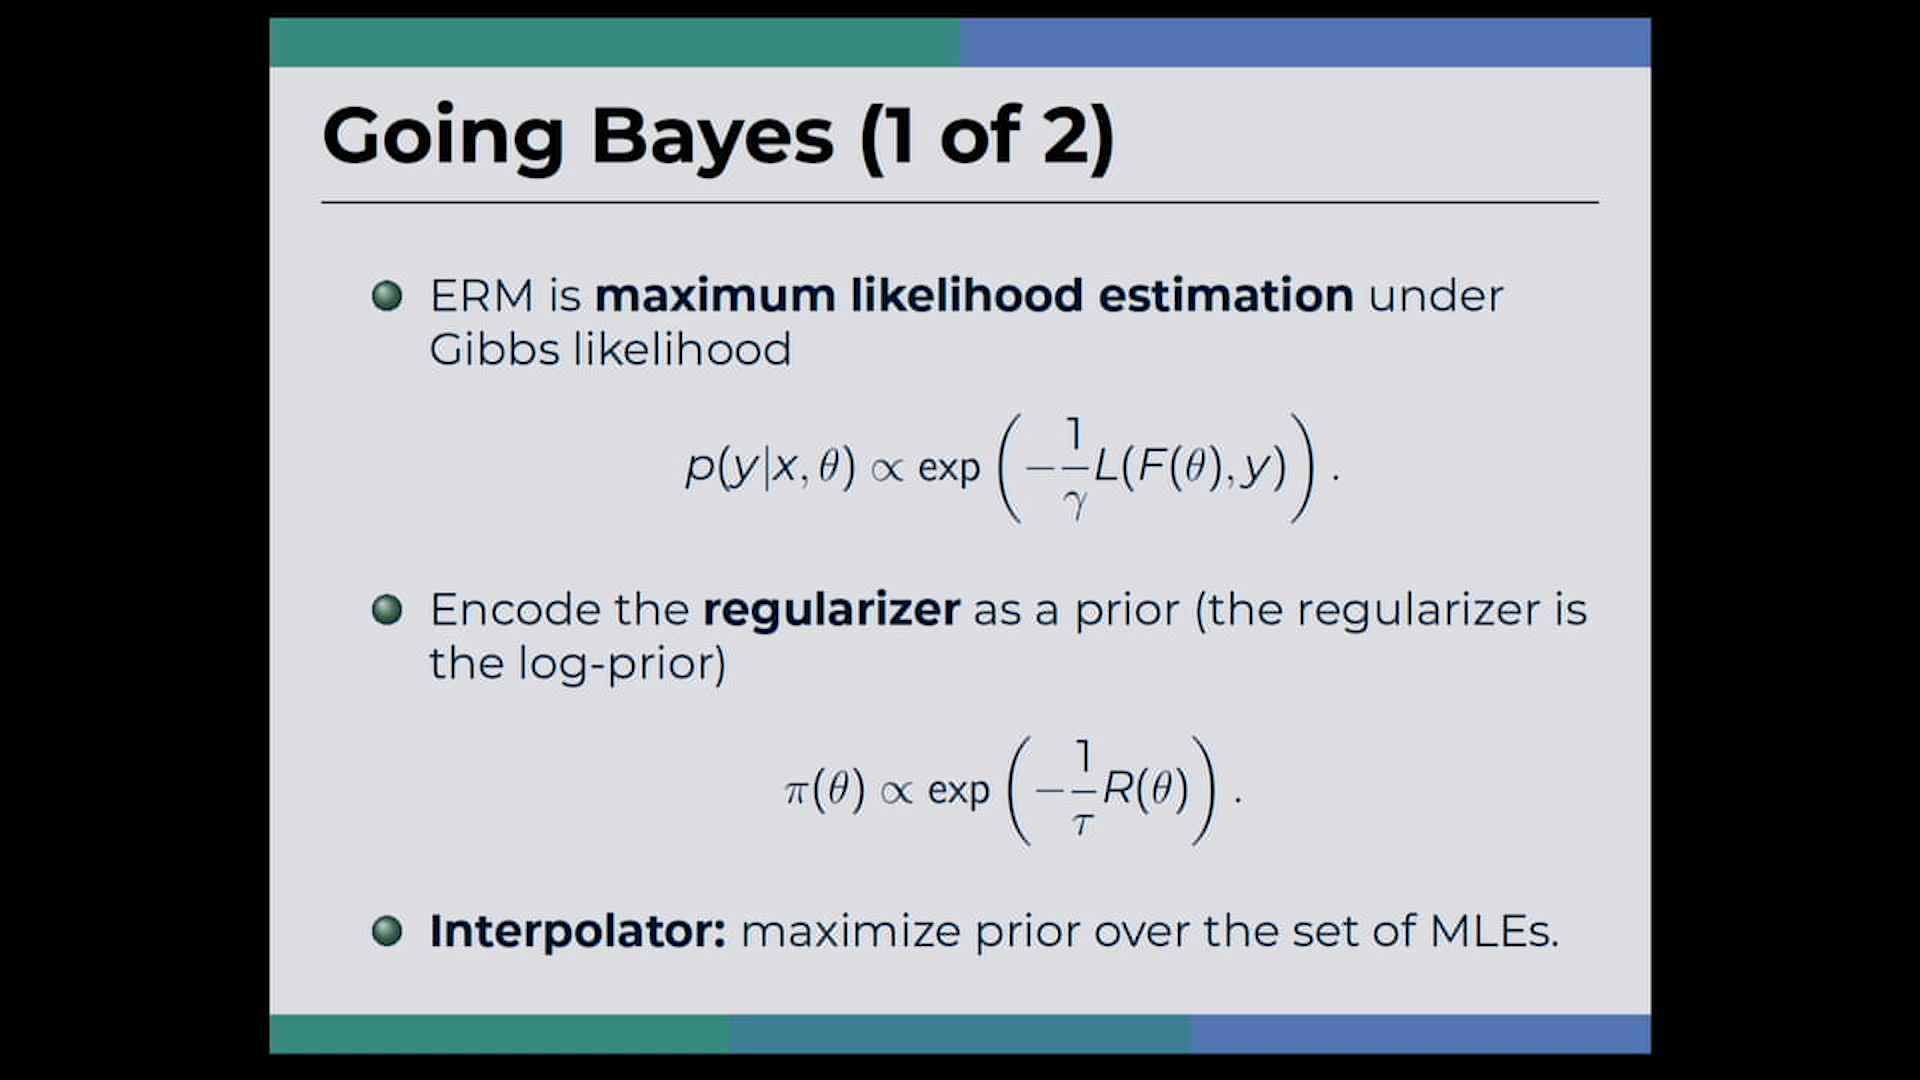 Going Bayes (1 of 2)
ERM is maximum likelihood estimation under
Gibbs likelihood
p(y|x, θ) ∝ exp (−1/γ L(F(θ), y)) .
Encode the regularizer as a prior (the regularizer is
the log-prior)
π(θ) ∝ exp (−1/τ R(θ)) .
Interpolator: maximize prior over the set of MLEs.